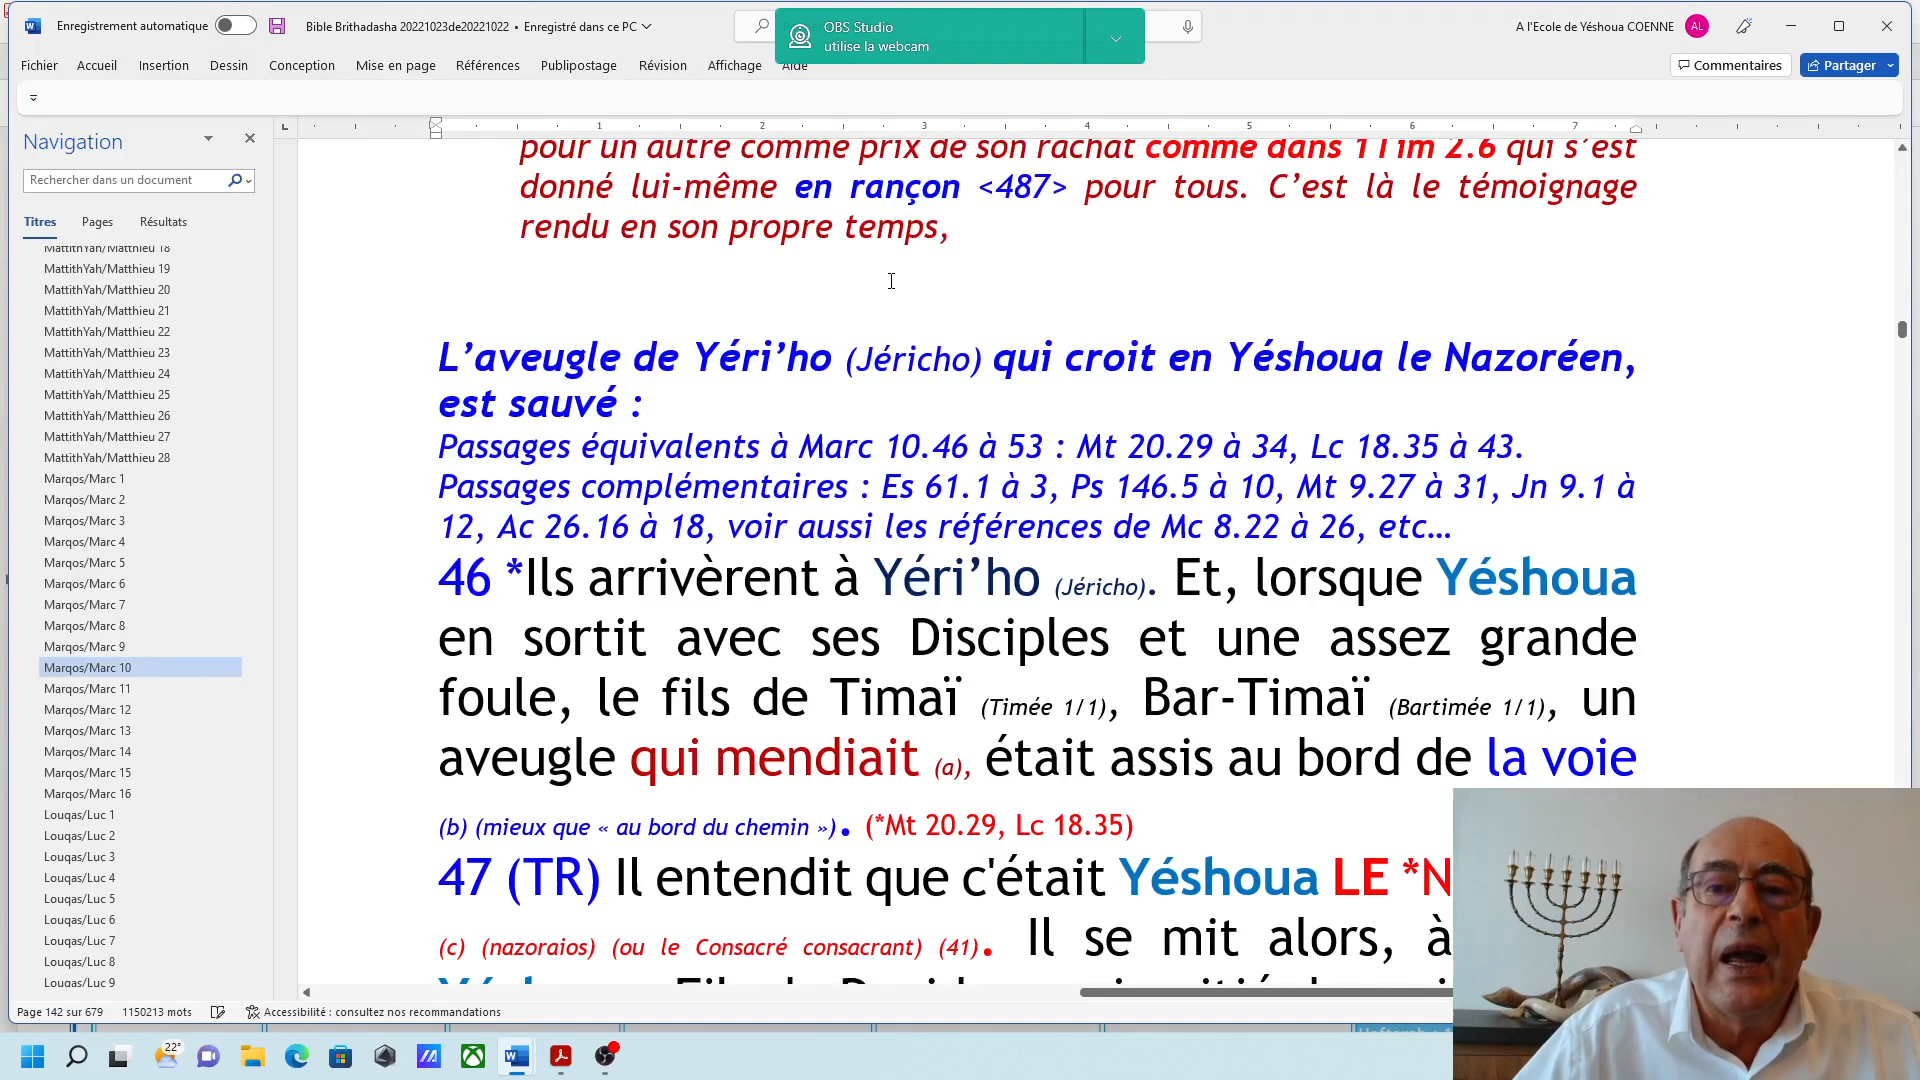 Enregistrement automatique
Bible Brithadasha 20221023de20221022 • Enregistré dans ce PC
OBS Studio
utilise la webcam
A l'Ecole de Yéshoua COENNE
AL
Fichier Accueil Insertion Dessin Conception Mise en page Références Publipostage Révision Affichage Aide
Commentaires
Partager
Navigation
Rechercher dans un document
Titres Pages Résultats
MattithYah/Matthieu 18
MattithYah/Matthieu 19
MattithYah/Matthieu 20
MattithYah/Matthieu 21
MattithYah/Matthieu 22
MattithYah/Matthieu 23
MattithYah/Matthieu 24
MattithYah/Matthieu 25
MattithYah/Matthieu 26
MattithYah/Matthieu 27
MattithYah/Matthieu 28
Marqos/Marc 1
Marqos/Marc 2
Marqos/Marc 3
Marqos/Marc 4
Marqos/Marc 5
Marqos/Marc 6
Marqos/Marc 7
Marqos/Marc 8
Marqos/Marc 9
Marqos/Marc 10
Marqos/Marc 11
Marqos/Marc 12
Marqos/Marc 13
Marqos/Marc 14
Marqos/Marc 15
Marqos/Marc 16
Louqas/Luc 1
Louqas/Luc 2
Louqas/Luc 3
Louqas/Luc 4
Louqas/Luc 5
Louqas/Luc 6
Louqas/Luc 7
Louqas/Luc 8
Louqas/Luc 9
1 2 3 4 5 6 7
pour un autre comme prix de son rachat comme dans 1Tim 2.6 qui s’est
donné lui-même en rançon <487> pour tous. C’est là le témoignage
rendu en son propre temps,
L’aveugle de Yéri’ho (Jéricho) qui croit en Yéshoua le Nazoréen,
est sauvé :
Passages équivalents à Marc 10.46 à 53 : Mt 20.29 à 34, Lc 18.35 à 43.
Passages complémentaires : Es 61.1 à 3, Ps 146.5 à 10, Mt 9.27 à 31, Jn 9.1 à
12, Ac 26.16 à 18, voir aussi les références de Mc 8.22 à 26, etc…
46 *Ils arrivèrent à Yéri’ho (Jéricho). Et, lorsque Yéshoua
en sortit avec ses Disciples et une assez grande
foule, le fils de Timaï (Timée 1/1), Bar-Timaï (Bartimée 1/1), un
aveugle qui mendiait (a), était assis au bord de la voie
(b) (mieux que « au bord du chemin »). (*Mt 20.29, Lc 18.35)
47 (TR) Il entendit que c'était Yéshoua LE *N
(c) (nazoraios) (ou le Consacré consacrant) (41). Il se mit alors, à
Page 142 sur 679 1150213 mots Accessibilité : consultez nos recommandations
22°